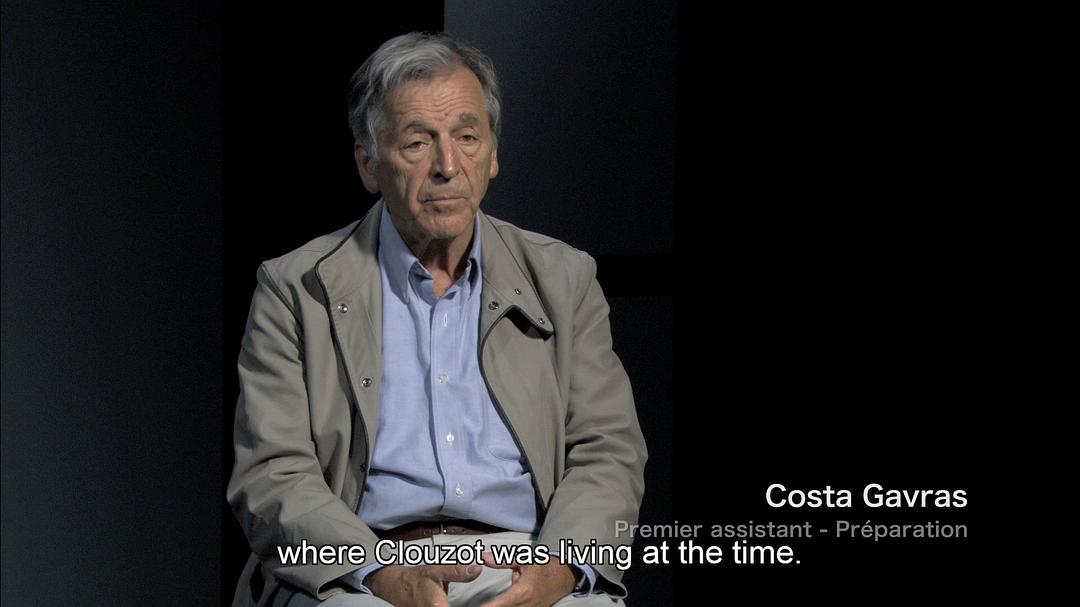 Costa Gavras
Premier assistant - Préparation
where Clouzot was living at the time.